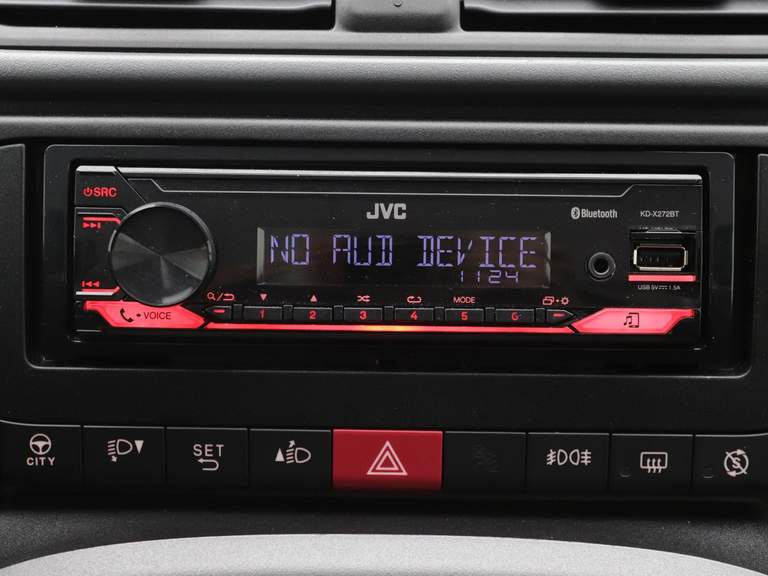 SRC
JVC
Bluetooth
KD-X272BT
NO AUD DEVICE
11:24
USB 5V 1.5A
VOICE
MODE
1 2 3 4 5 6
CITY
SET